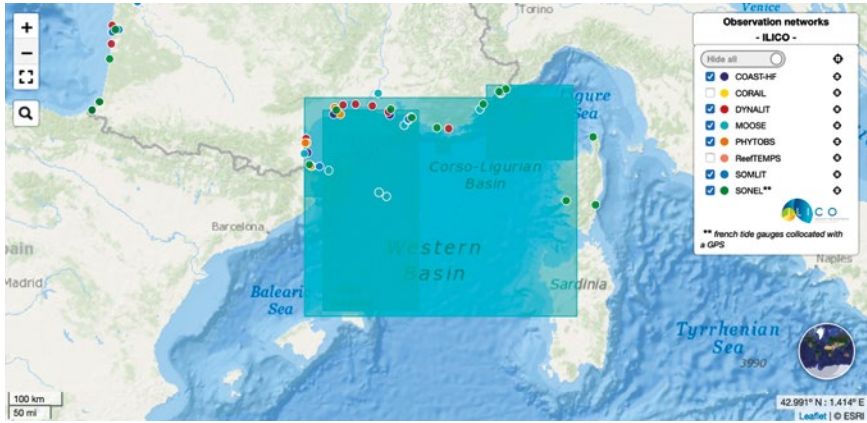 Torino
Venice
Observation networks
- ILICO -
Hide all
COAST-HF
CORAIL
DYNALIT
MOOSE
PHYTOBS
ReefTEMPS
SOMLIT
SONEL**
ILICO
** french tide gauges collocated with
a GPS
gure
Sea
Corso-Ligurian
Basin
Barcelona
pain
Madrid
Western
Basin
Balearic
Sea
Sardinia
Naples
Tyrrhenian
Sea
3990
100 km
50 mi
42.991° N : 1.414° E
Leaflet | © ESRI